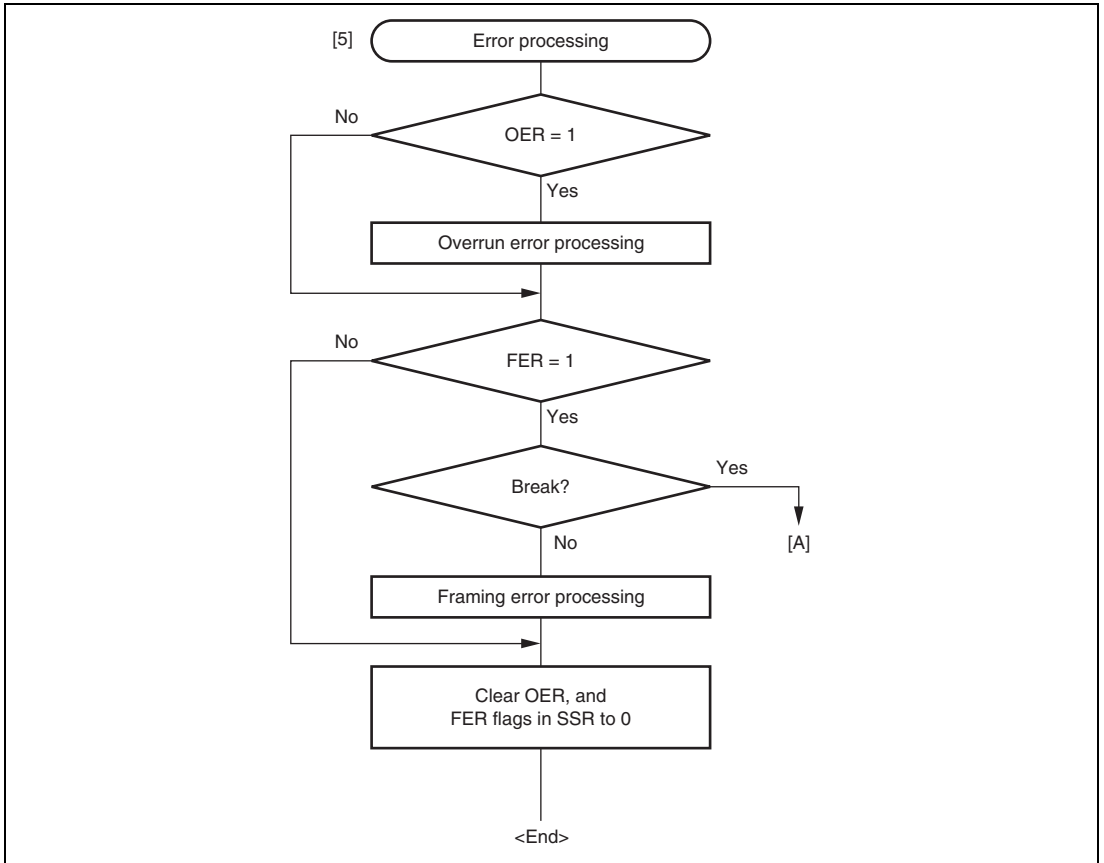 [5] Error processing
No
OER = 1
Yes
Overrun error processing
No
FER = 1
Yes
Yes
Break?
No
[A]
Framing error processing
Clear OER, and
FER flags in SSR to 0
<End>